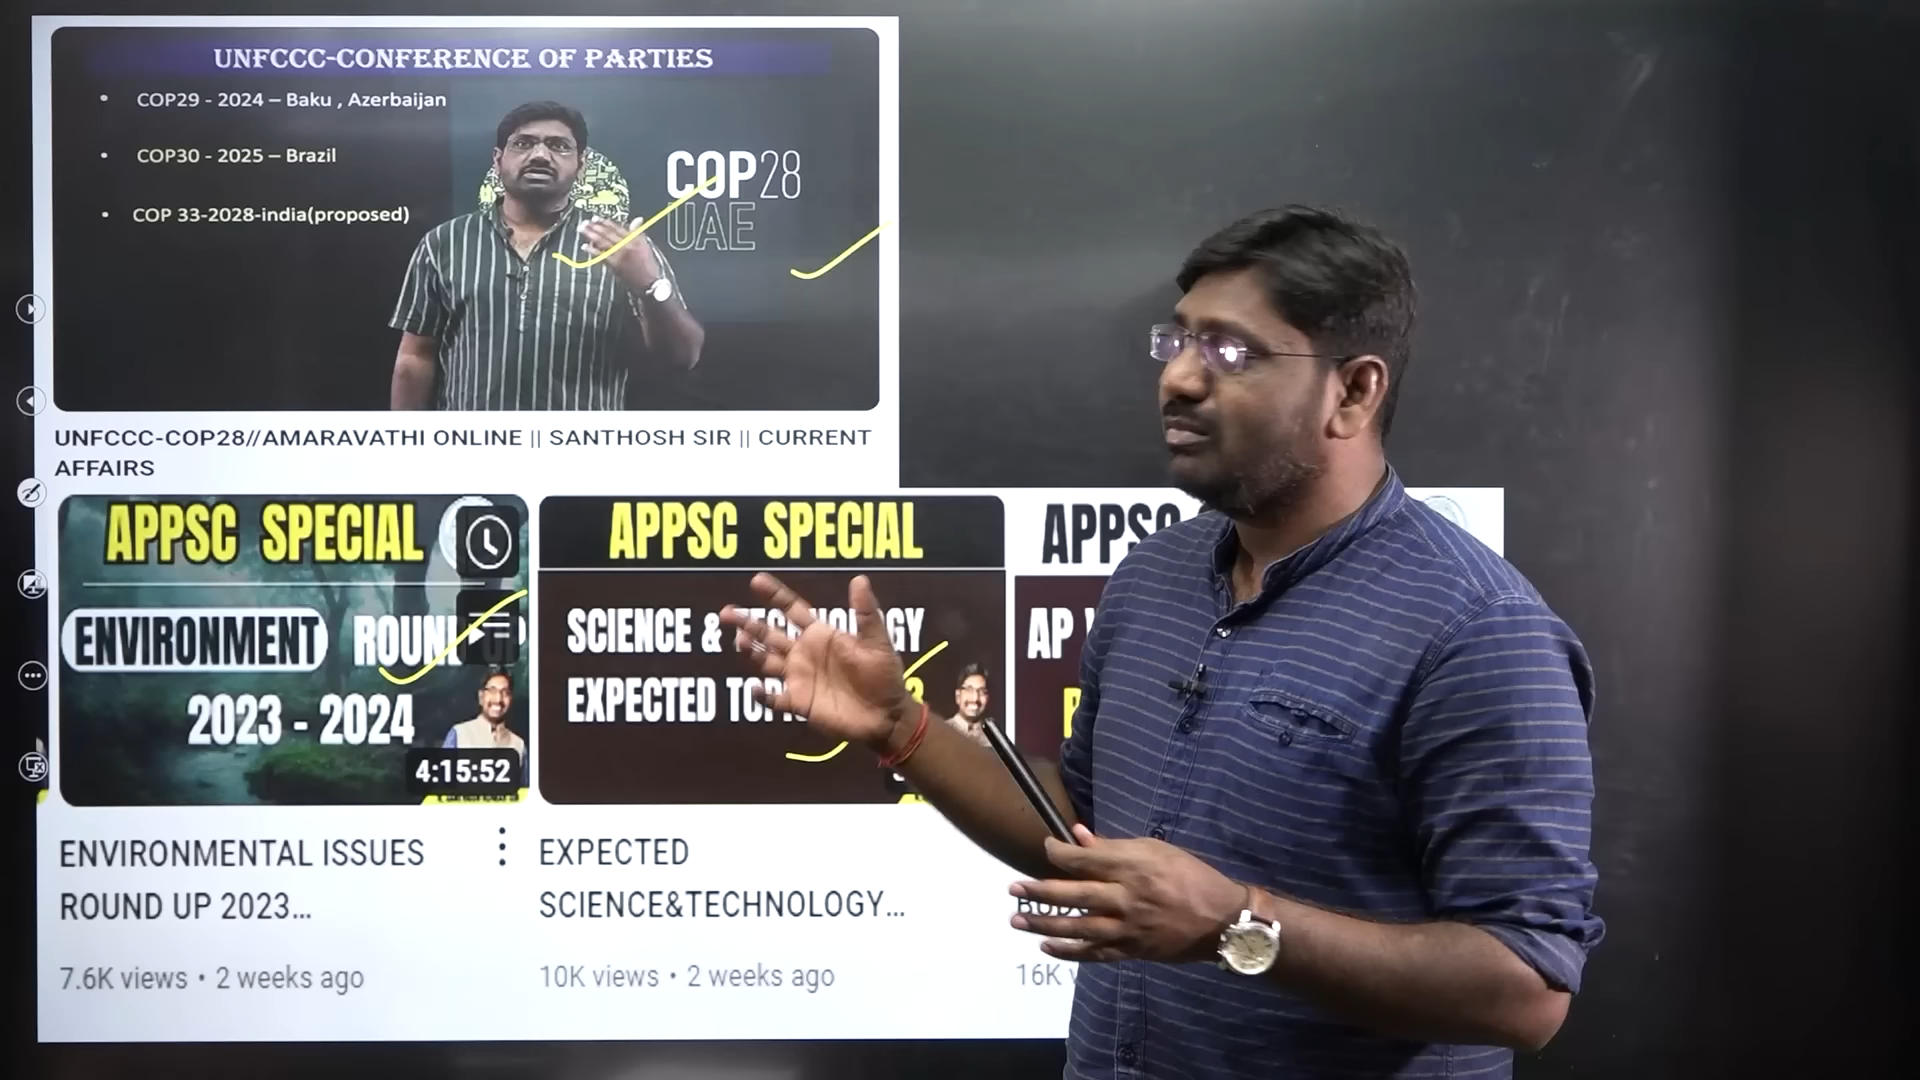 UNFCCC-CONFERENCE OF PARTIES
• COP29 - 2024 – Baku , Azerbaijan
• COP30 - 2025 – Brazil
• COP 33-2028-india(proposed)
COP28
UAE
UNFCCC-COP28//AMARAVATHI ONLINE || SANTHOSH SIR || CURRENT
AFFAIRS
APPSC SPECIAL
ENVIRONMENT
2023 - 2024
4:15:52
ENVIRONMENTAL ISSUES
ROUND UP 2023...
7.6K views • 2 weeks ago
APPSC SPECIAL
SCIENCE & TECHNOLOGY
EXPECTED
EXPECTED
SCIENCE&TECHNOLOGY...
10K views • 2 weeks ago
APPSC
AP
16K